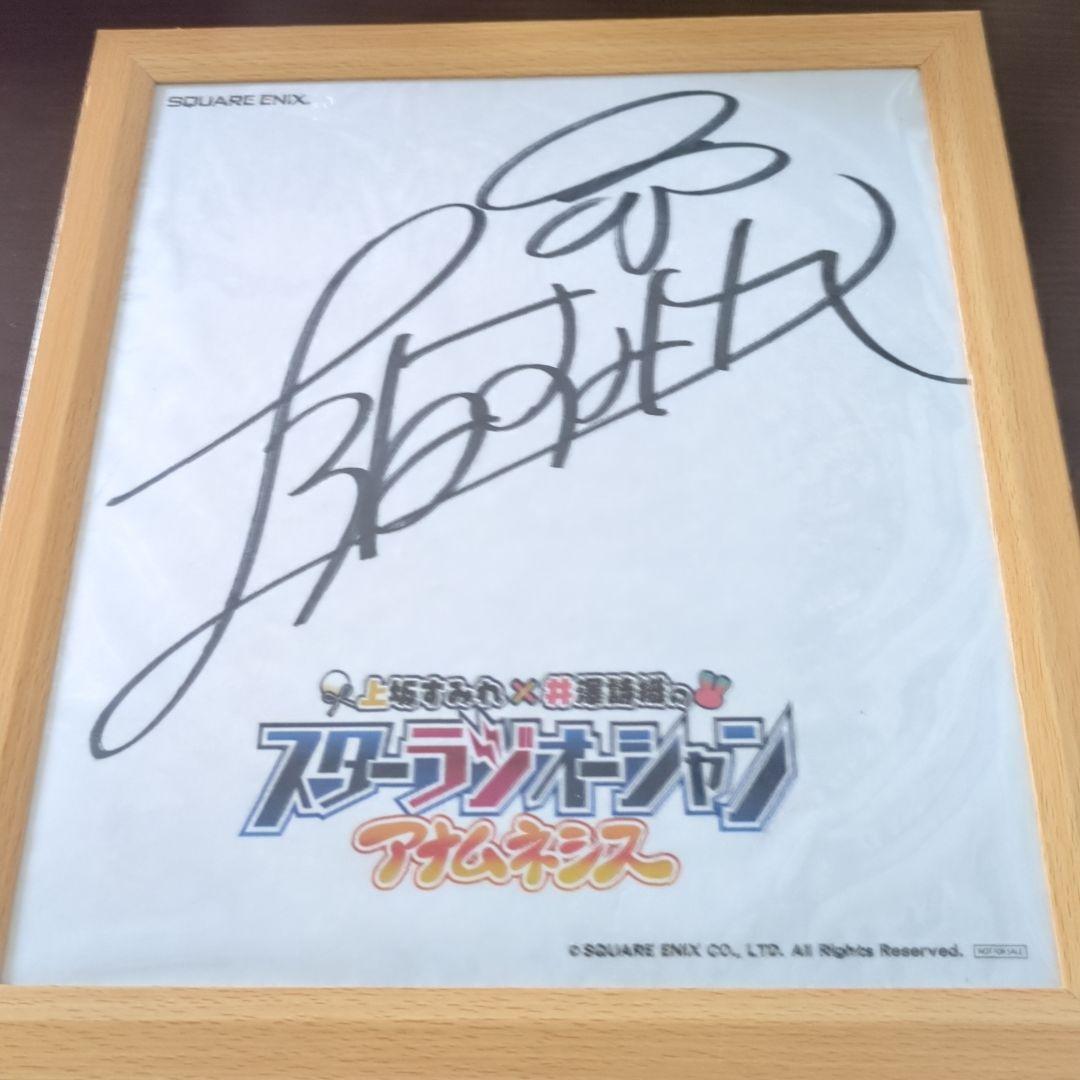 SQUARE ENIX.
上坂すみれ×井澤詩織の
スターラジオーシャン
アナムネシス
©SQUARE ENIX CO., LTD. All Rights Reserved. NOT FOR SALE